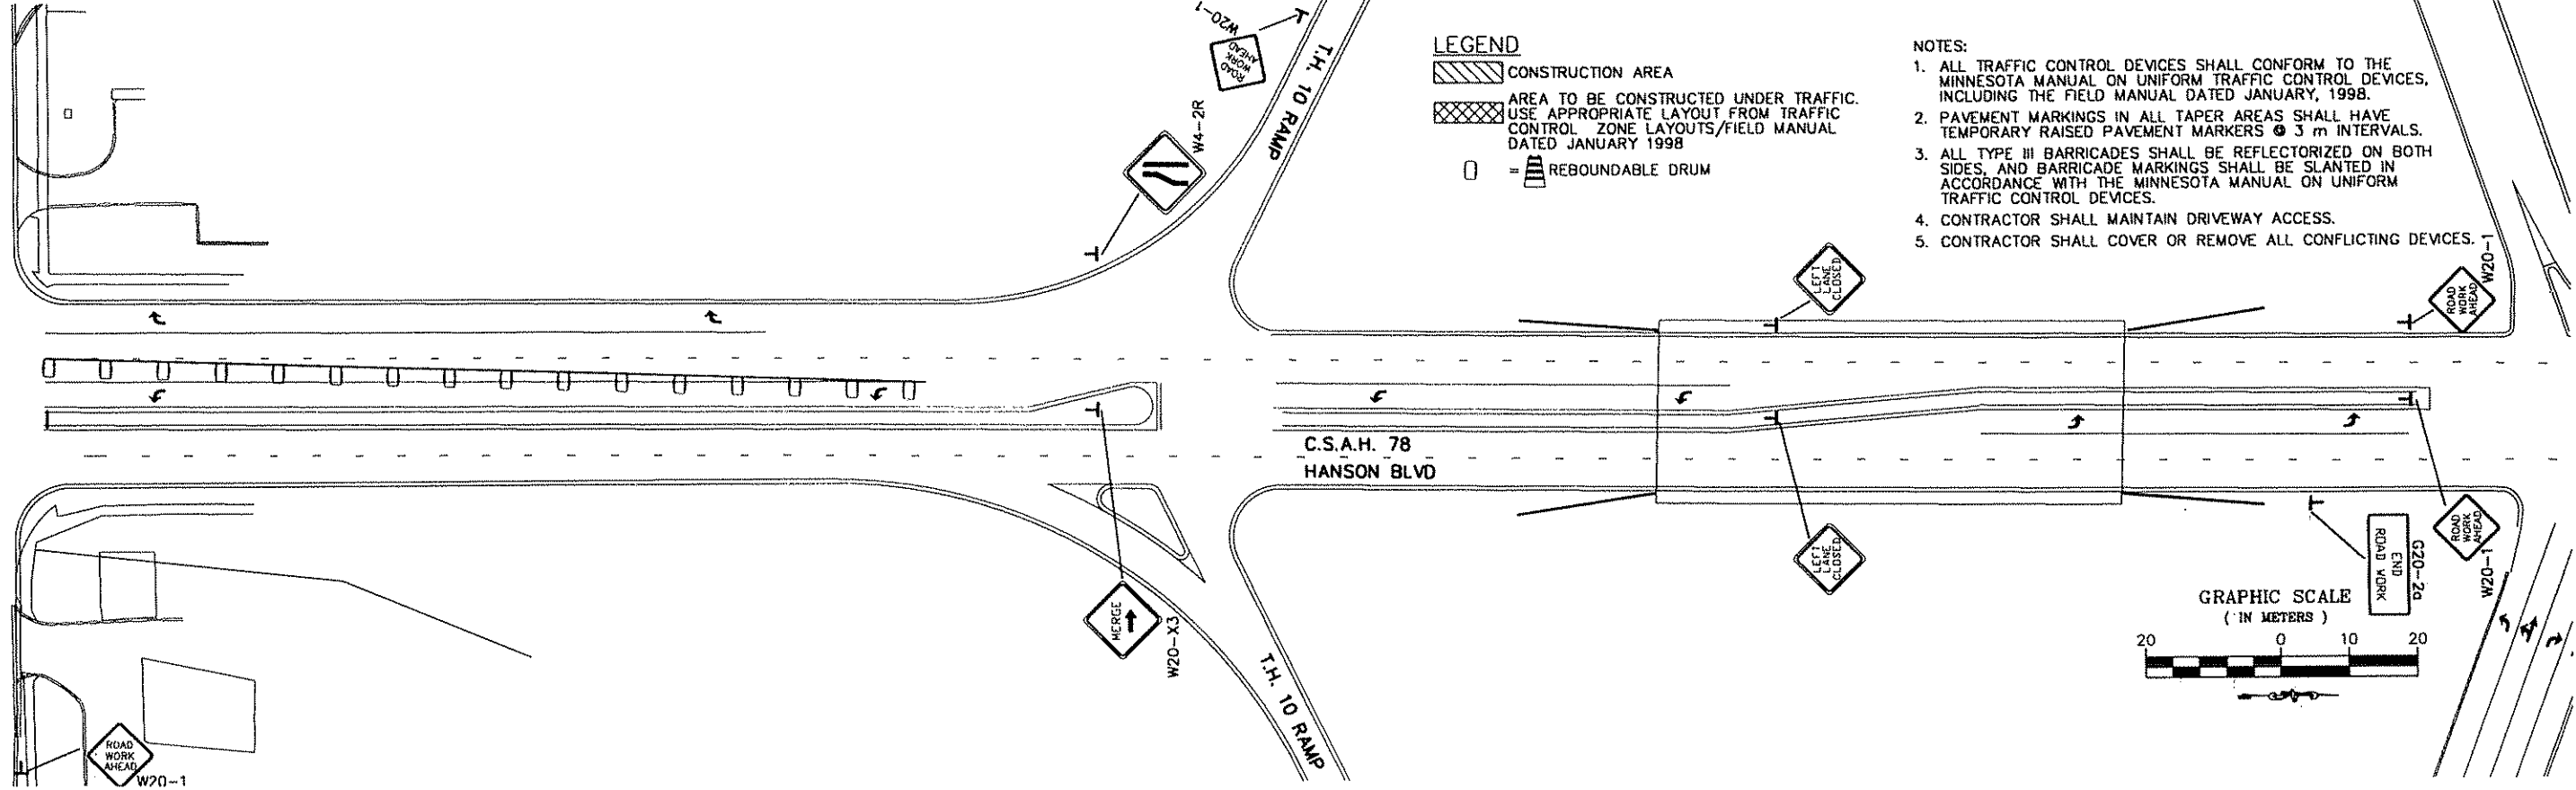 W20-1
ROAD
WORK
AHEAD
T.H. 10 RAMP
W4-2R
LEGEND
CONSTRUCTION AREA
AREA TO BE CONSTRUCTED UNDER TRAFFIC.
USE APPROPRIATE LAYOUT FROM TRAFFIC
CONTROL ZONE LAYOUTS/FIELD MANUAL
DATED JANUARY 1998
= REBOUNDABLE DRUM
NOTES:
1. ALL TRAFFIC CONTROL DEVICES SHALL CONFORM TO THE
MINNESOTA MANUAL ON UNIFORM TRAFFIC CONTROL DEVICES,
INCLUDING THE FIELD MANUAL DATED JANUARY, 1998.
2. PAVEMENT MARKINGS IN ALL TAPER AREAS SHALL HAVE
TEMPORARY RAISED PAVEMENT MARKERS @ 3 m INTERVALS.
3. ALL TYPE III BARRICADES SHALL BE REFLECTORIZED ON BOTH
SIDES, AND BARRICADE MARKINGS SHALL BE SLANTED IN
ACCORDANCE WITH THE MINNESOTA MANUAL ON UNIFORM
TRAFFIC CONTROL DEVICES.
4. CONTRACTOR SHALL MAINTAIN DRIVEWAY ACCESS.
5. CONTRACTOR SHALL COVER OR REMOVE ALL CONFLICTING DEVICES.
LEFT
LANE
CLOSED
ROAD
WORK
AHEAD
W20-1
C.S.A.H. 78
HANSON BLVD
LEFT
LANE
CLOSED
END
ROAD WORK
G20-2a
ROAD
WORK
AHEAD
W20-1
MERGE
W20-X3
T.H. 10 RAMP
GRAPHIC SCALE
( IN METERS )
20 0 10 20
ROAD
WORK
AHEAD
W20-1